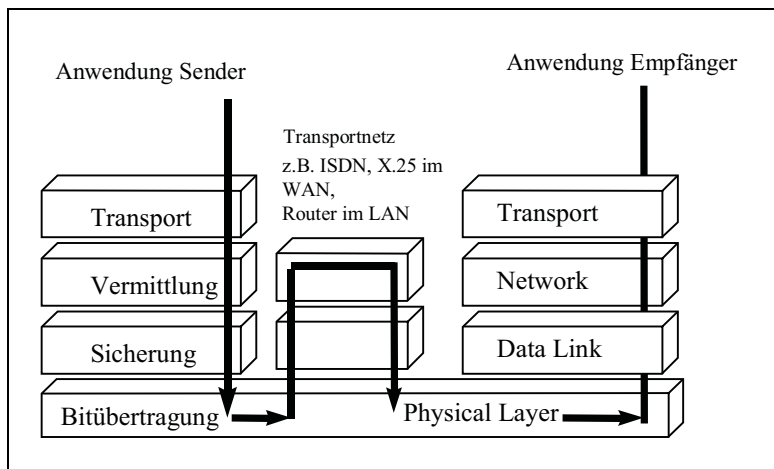 Anwendung Sender
Anwendung Empfänger
Transportnetz
z.B. ISDN, X.25 im
WAN,
Router im LAN
Transport
Transport
Vermittlung
Network
Sicherung
Data Link
Bitübertragung
Physical Layer